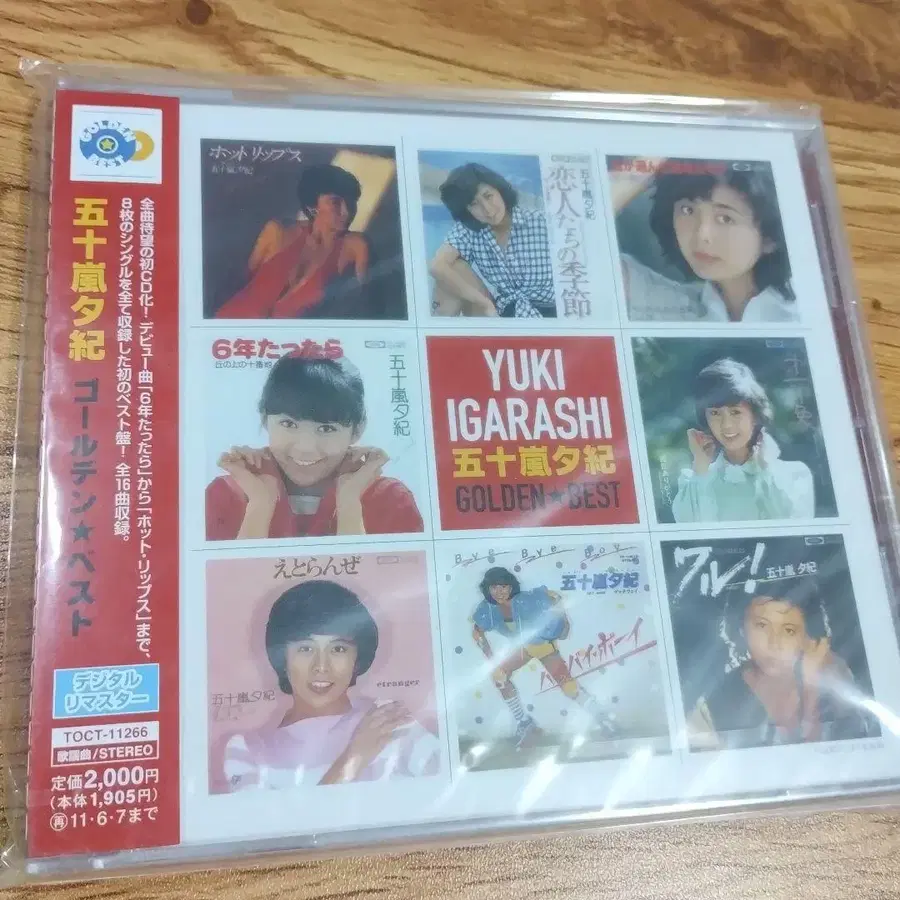 GOLDEN
BEST
五十嵐夕紀 ゴールデン★ベスト
全曲待望の初CD化！デビュー曲「6年たったら」から「ホット・リップス」まで、
8枚のシングルを全て収録した初のベスト盤！全16曲収録。
デジタル
リマスター
TOCT-11266
歌謡曲/STEREO
定価2,000円
(本体1,905円)
再 11・6・7まで
ホットリップス
五十嵐夕紀
五十嵐夕紀
恋人たちの季節
6年たったら
丘の上の十番館
五十嵐夕紀
YUKI
IGARASHI
五十嵐夕紀
GOLDEN★BEST
えとらんぜ
etranger
五十嵐夕紀
Bye Bye Boy
五十嵐夕紀
バイ・バイ・ボーイ
ワル!
五十嵐夕紀